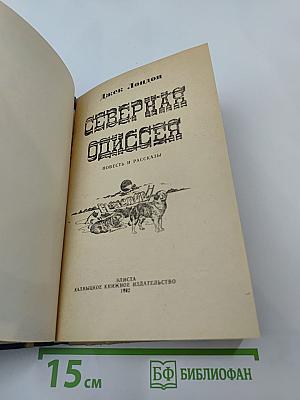 Джек Лондон
СЕВЕРНАЯ
ОДИССЕЯ
ПОВЕСТЬ И РАССКАЗЫ
ЭЛИСТА
КАЛМЫЦКОЕ КНИЖНОЕ ИЗДАТЕЛЬСТВО
1982
15 см
БФ БИБЛИОФАН